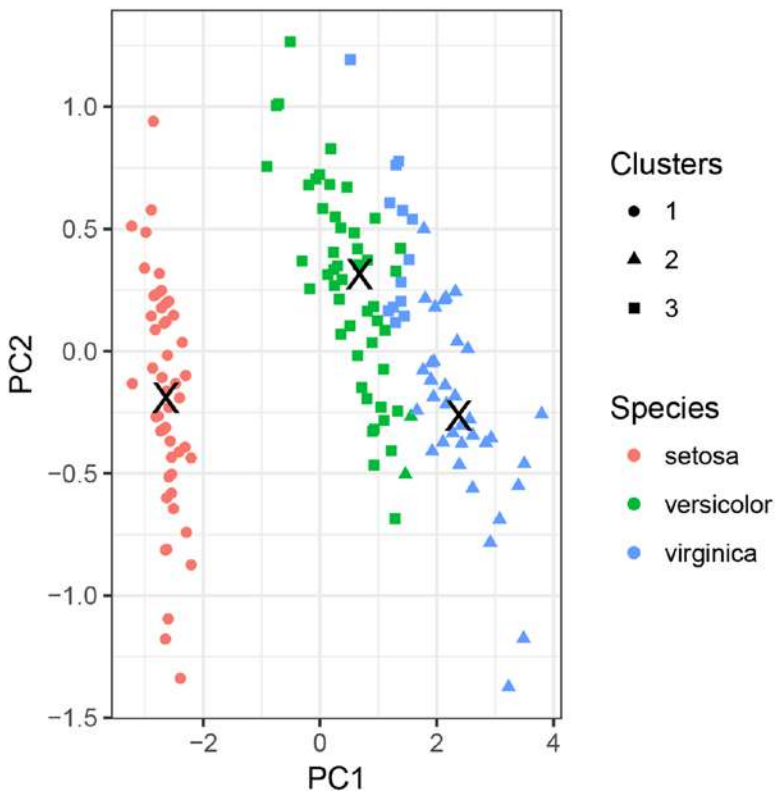 1.0
0.5
0.0
−0.5
−1.0
−1.5
PC2
−2
0
2
4
PC1
X
X
X
Clusters
1
2
3
Species
setosa
versicolor
virginica